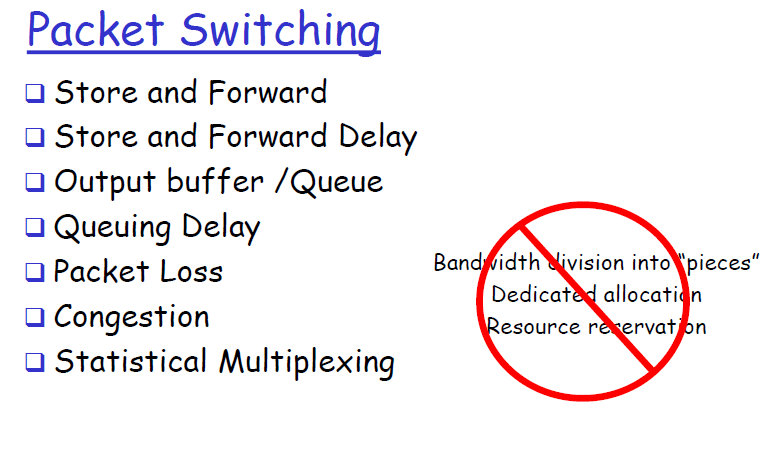 Packet Switching
Store and Forward
Store and Forward Delay
Output buffer /Queue
Queuing Delay
Packet Loss
Congestion
Statistical Multiplexing
Bandwidth division into “pieces”
Dedicated allocation
Resource reservation